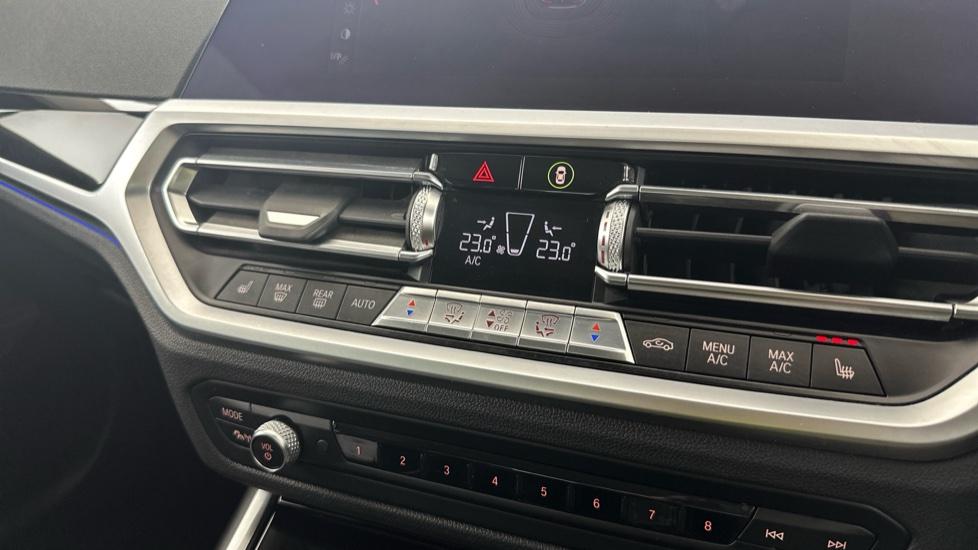 23.0° 23.0°
A/C
MAX REAR AUTO OFF MENU A/C MAX A/C
MODE
VOL
1 2 3 4 5 6 7 8